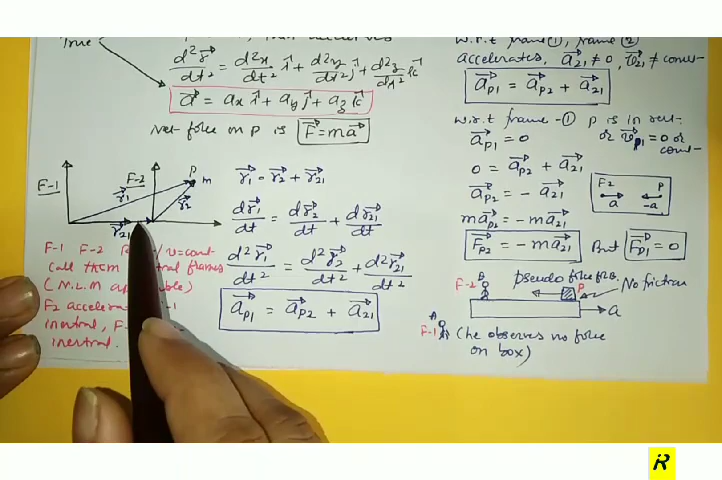 True
d²r⃗/dt² = d²x/dt² i⃗ + d²y/dt² j⃗ + d²z/dt² k⃗
a⃗ = ax i⃗ + ay j⃗ + az k⃗
Net force on P is F⃗ = ma⃗
F-1
F-2
P
m
r⃗1
r⃗2
r⃗21
r⃗1 = r⃗2 + r⃗21
dr⃗1/dt = dr⃗2/dt + dr⃗21/dt
d²r⃗1/dt² = d²r⃗2/dt² + d²r⃗21/dt²
a⃗P1 = a⃗P2 + a⃗21
F-1 F-2 /v=const
call them frames
(N.L.M
F2
inertial, F-
inertial.
w.r.t frame ①, frame ②
accelerates, a⃗21 ≠ 0, v⃗21 ≠ const
a⃗P1 = a⃗P2 + a⃗21
w.r.t frame-① P is in rest
a⃗P1 = 0 or v⃗P1 = 0 or const-
0 = a⃗P2 + a⃗21
a⃗P2 = - a⃗21
F2 P
a⃗ -a⃗
ma⃗P2 = -ma⃗21
F⃗P2 = -ma⃗21 But F⃗P1 = 0
pseudo force
F-2 B P No friction
a
A
F-1 (he observes no force
on box)
R